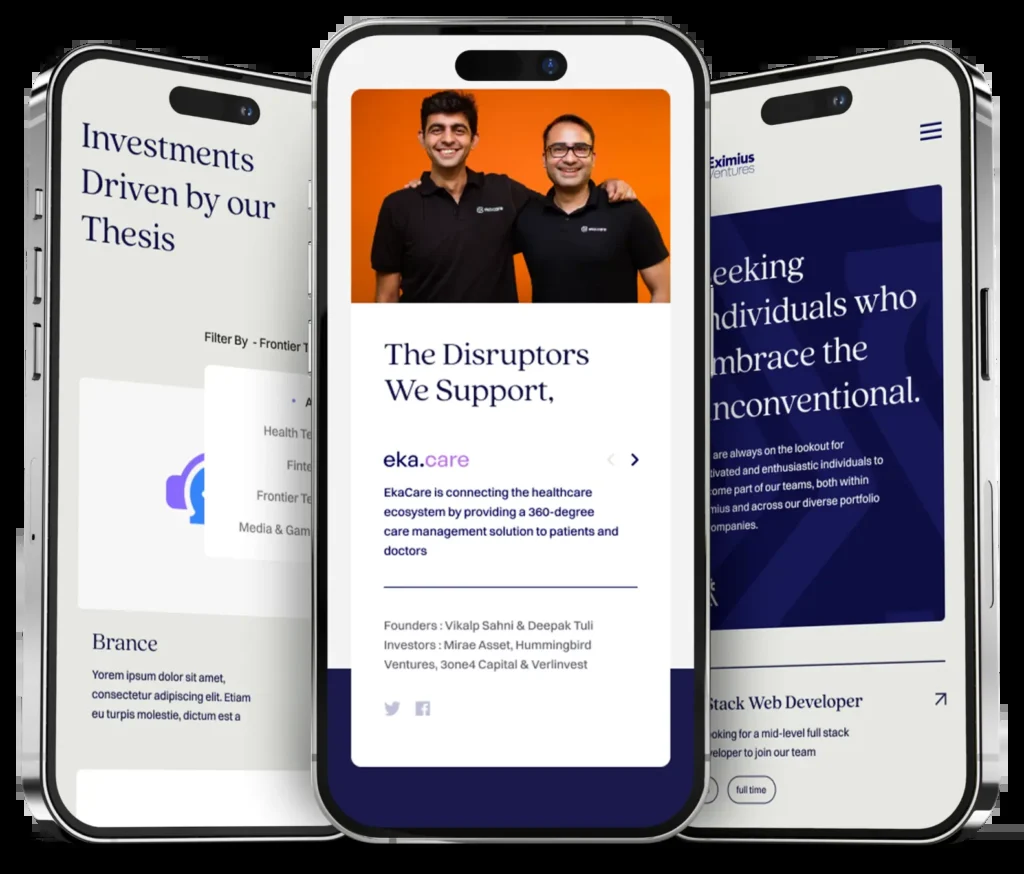 Investments
Driven by our
Thesis
Filter By - Frontier
Health
Frontier
Media &
Brance
Yorem ipsum dolor sit amet,
consectetur adipiscing elit. Etiam
eu turpis molestie, dictum est a
eka.care
eka.care
The Disruptors
We Support,
eka.care
EkaCare is connecting the healthcare
ecosystem by providing a 360-degree
care management solution to patients and
doctors
Founders : Vikalp Sahni & Deepak Tuli
Investors : Mirae Asset, Hummingbird
Ventures, 3one4 Capital & Verlinvest
Eximius
Ventures
eeking
ndividuals who
mbrace the
nconventional.
are always on the lookout for
tivated and enthusiastic individuals to
ome part of our teams, both within
mius and across our diverse portfolio
ompanies.
Stack Web Developer
oking for a mid-level full stack
veloper to join our team
full time